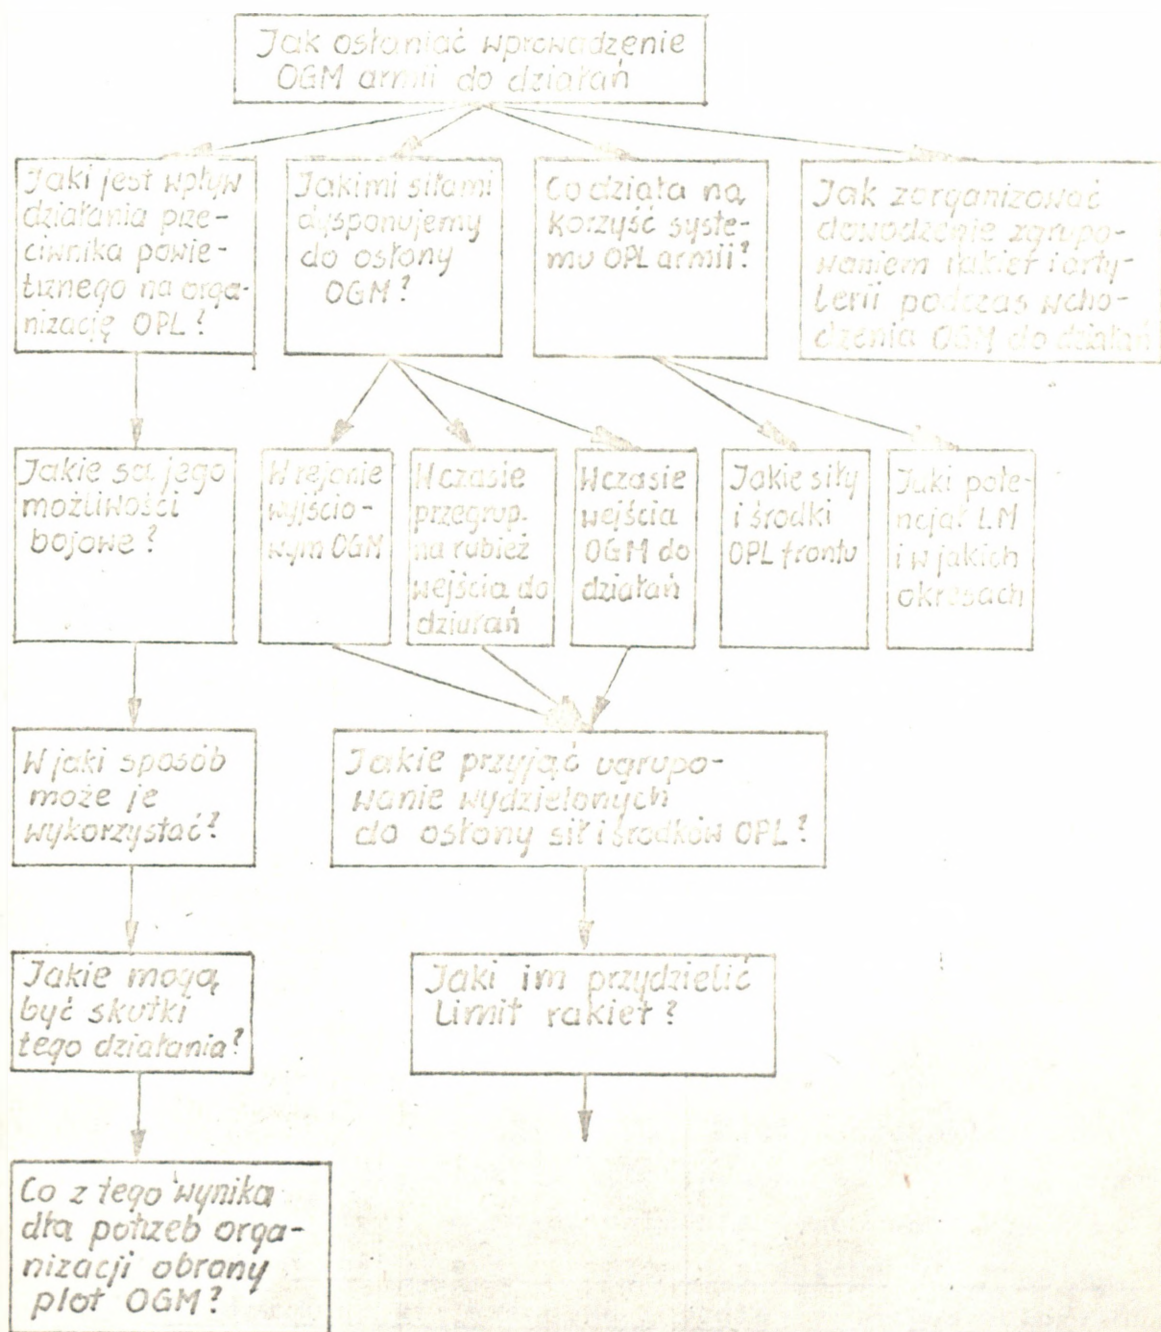 Jak osłaniać wprowadzenie
OGM armii do działań
Jaki jest wpływ
działania prze-
ciwnika powie-
trznego na orga-
nizację OPL?
Jakimi siłami
dysponujemy
do osłony
OGM?
Co działa na
korzyść syste-
mu OPL armii?
Jak zorganizować
dowodzenie zgrupo-
waniem rakiet i arty-
lerii podczas wcho-
dzenia OGM do działań
Jakie są jego
możliwości
bojowe?
W rejonie
wyjścio-
wym OGM
W czasie
przegrup.
na rubież
wejścia do
działań
W czasie
wejścia
OGM do
działań
Jakie siły
i środki
OPL frontu
Jaki poten-
cjał LM
i w jakich
okresach
W jaki sposób
może je
wykorzystać?
Jakie przyjąć ugrupo-
wanie wydzielonych
do osłony sił i środków OPL?
Jakie mogą
być skutki
tego działania?
Jaki im przydzielić
limit rakiet?
Co z tego wynika
dla potrzeb orga-
nizacji obrony
plot OGM?